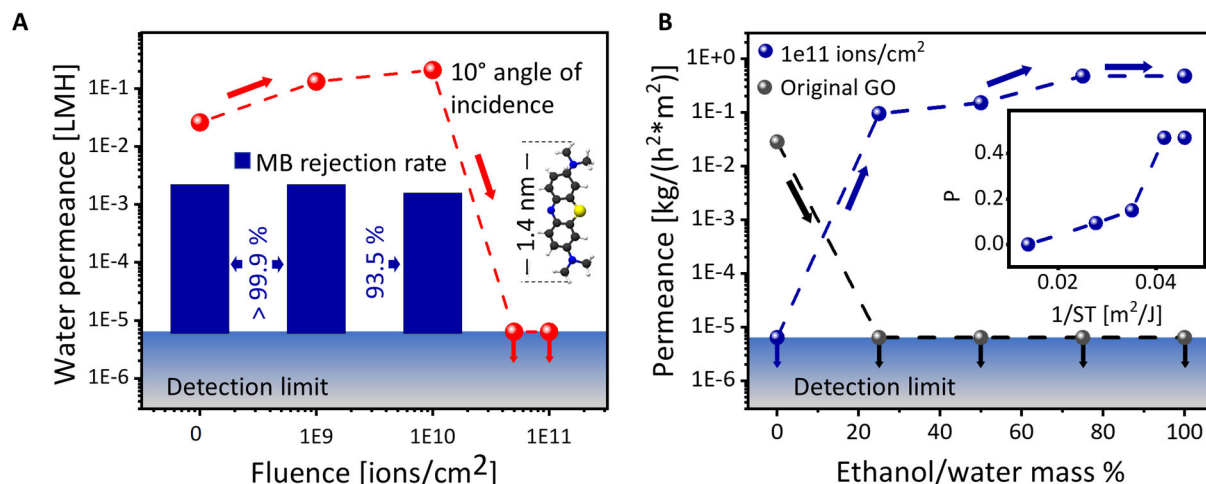 A
Water permeance [LMH]
1E-1
1E-2
1E-3
1E-4
1E-5
1E-6
10° angle of
incidence
MB rejection rate
> 99.9 %
93.5 %
— 1.4 nm —
Detection limit
0
1E9
1E10
1E11
Fluence [ions/cm²]
B
Permeance [kg/(h²*m²)]
1E+0
1E-1
1E-2
1E-3
1E-4
1E-5
1E-6
1e11 ions/cm²
Original GO
P
0.4
0.2
0.0
0.02
0.04
1/ST [m²/J]
Detection limit
0
20
40
60
80
100
Ethanol/water mass %